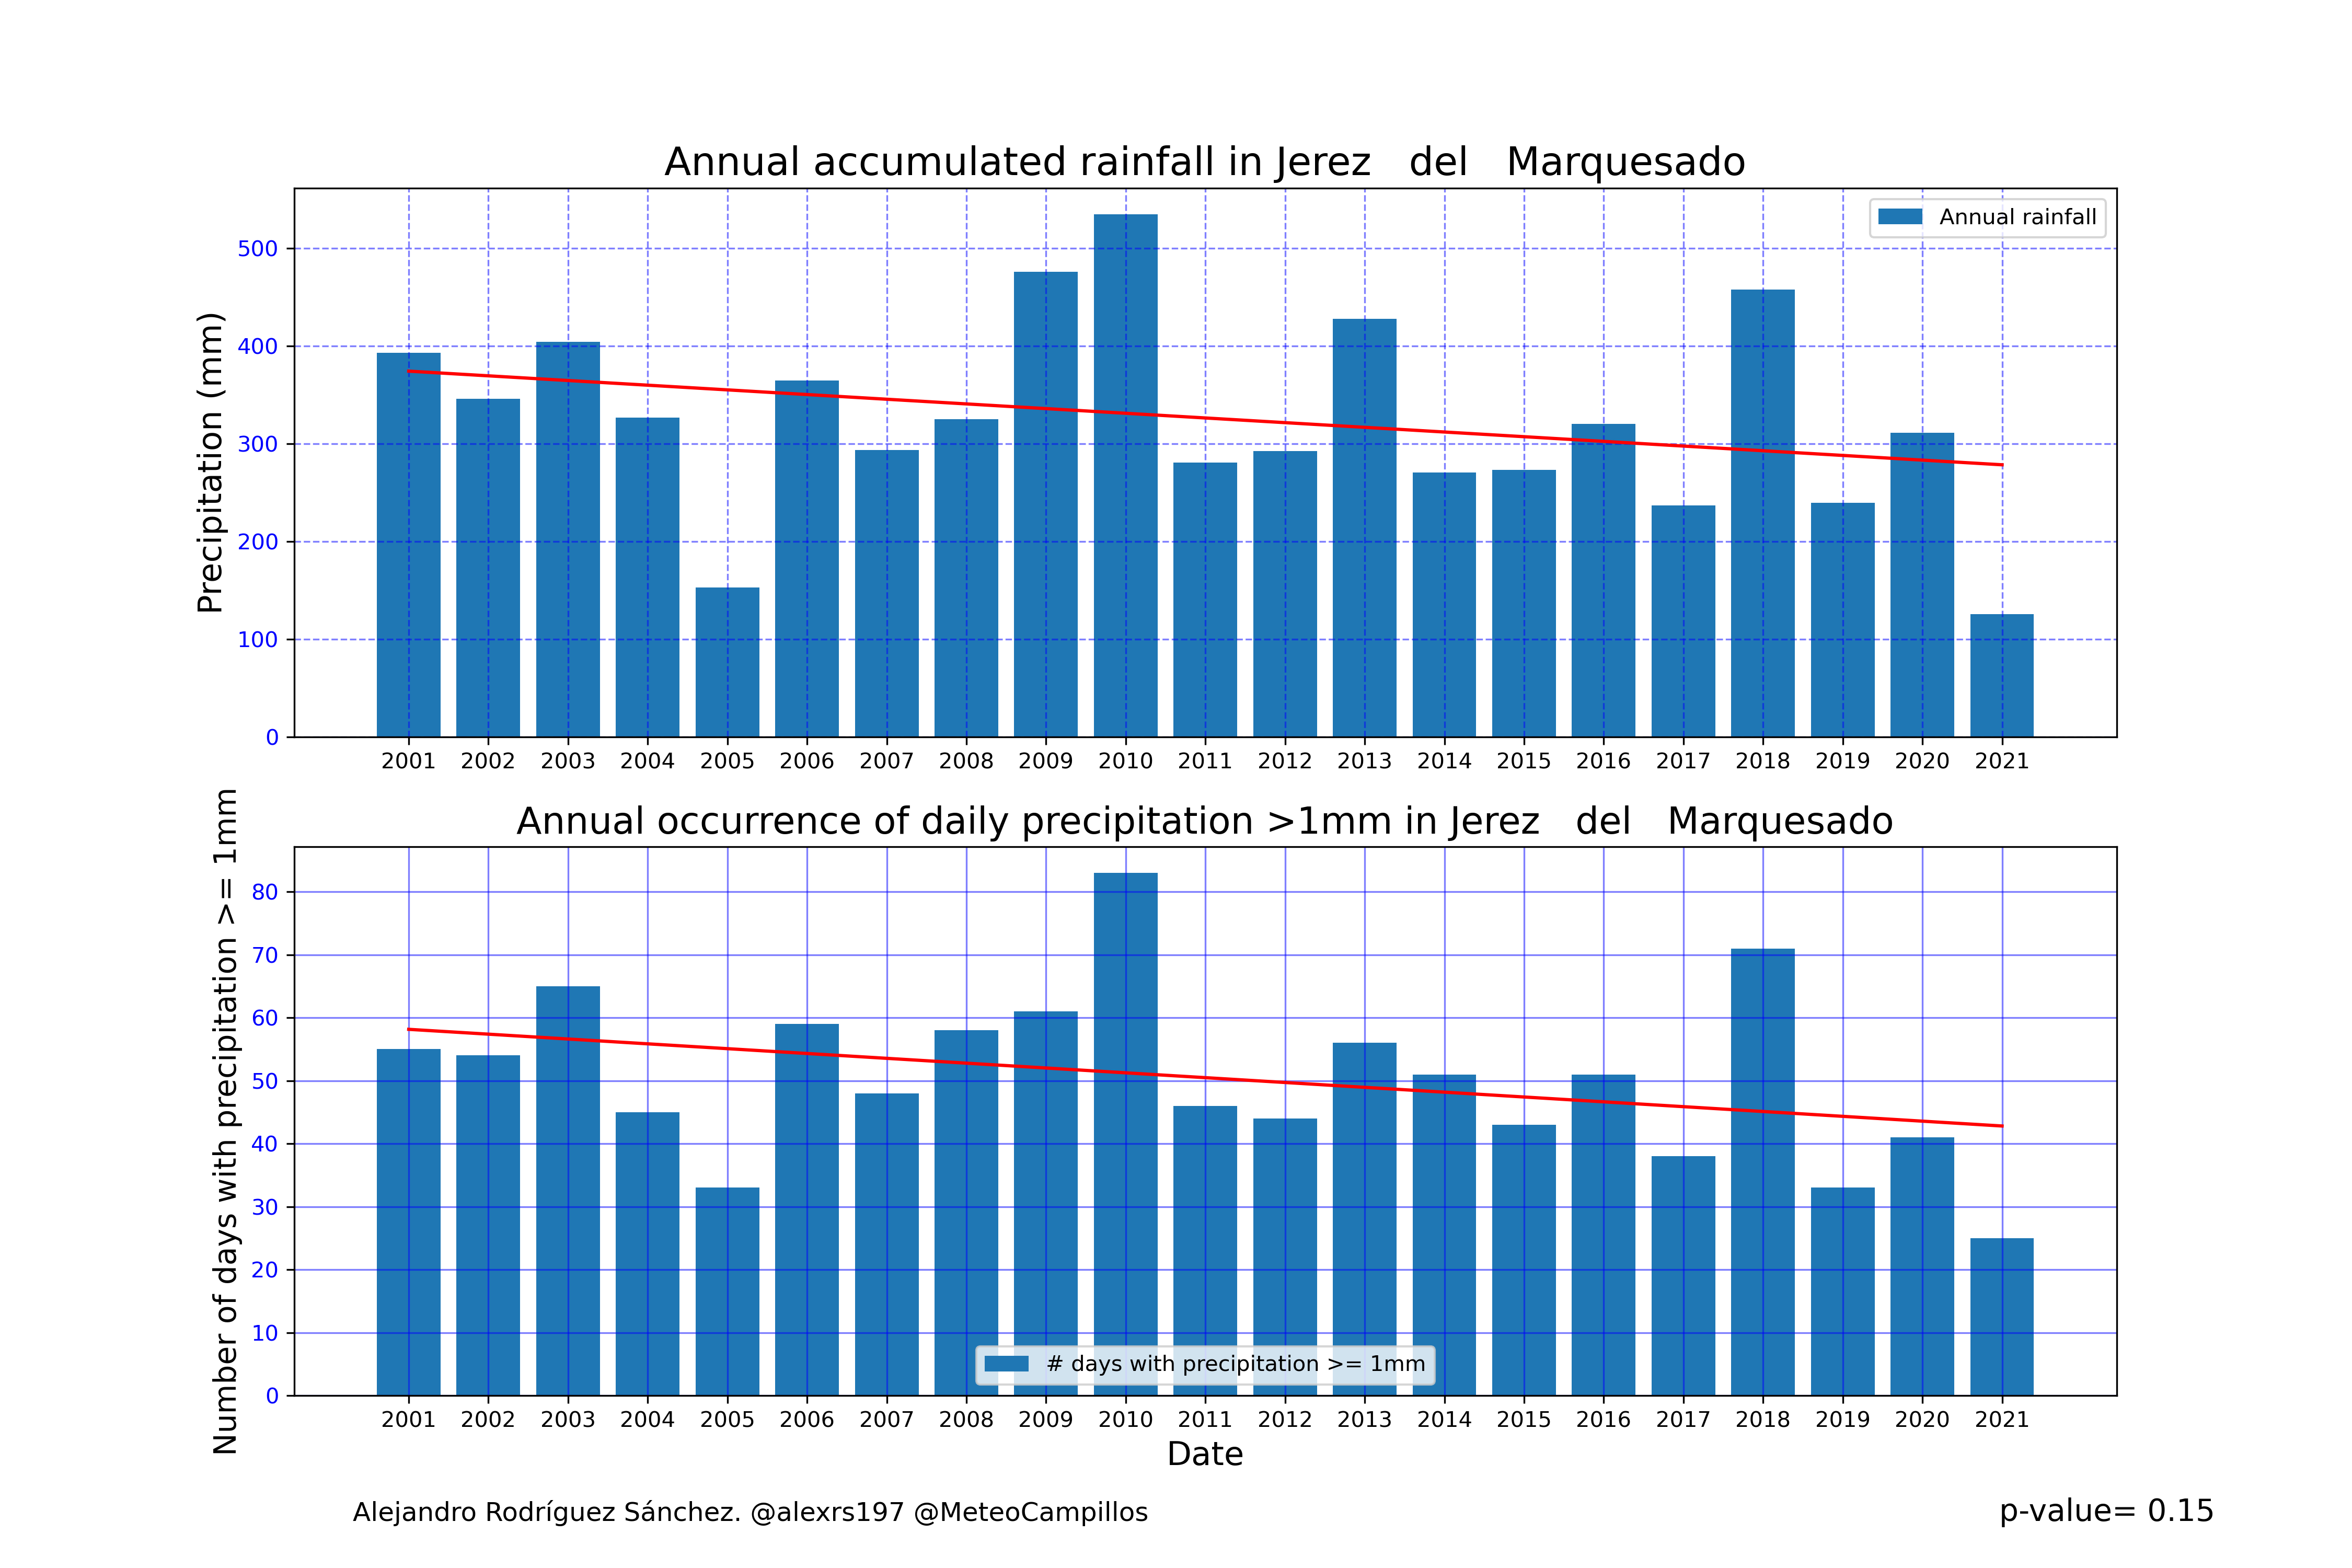 Annual accumulated rainfall in Jerez   del   Marquesado
Annual rainfall
Precipitation (mm)
500
400
300
200
100
0
2001 2002 2003 2004 2005 2006 2007 2008 2009 2010 2011 2012 2013 2014 2015 2016 2017 2018 2019 2020 2021
Annual occurrence of daily precipitation >1mm in Jerez   del   Marquesado
Number of days with precipitation >= 1mm
80
70
60
50
40
30
20
10
0
# days with precipitation >= 1mm
2001 2002 2003 2004 2005 2006 2007 2008 2009 2010 2011 2012 2013 2014 2015 2016 2017 2018 2019 2020 2021
Date
Alejandro Rodríguez Sánchez. @alexrs197 @MeteoCampillos
p-value= 0.15